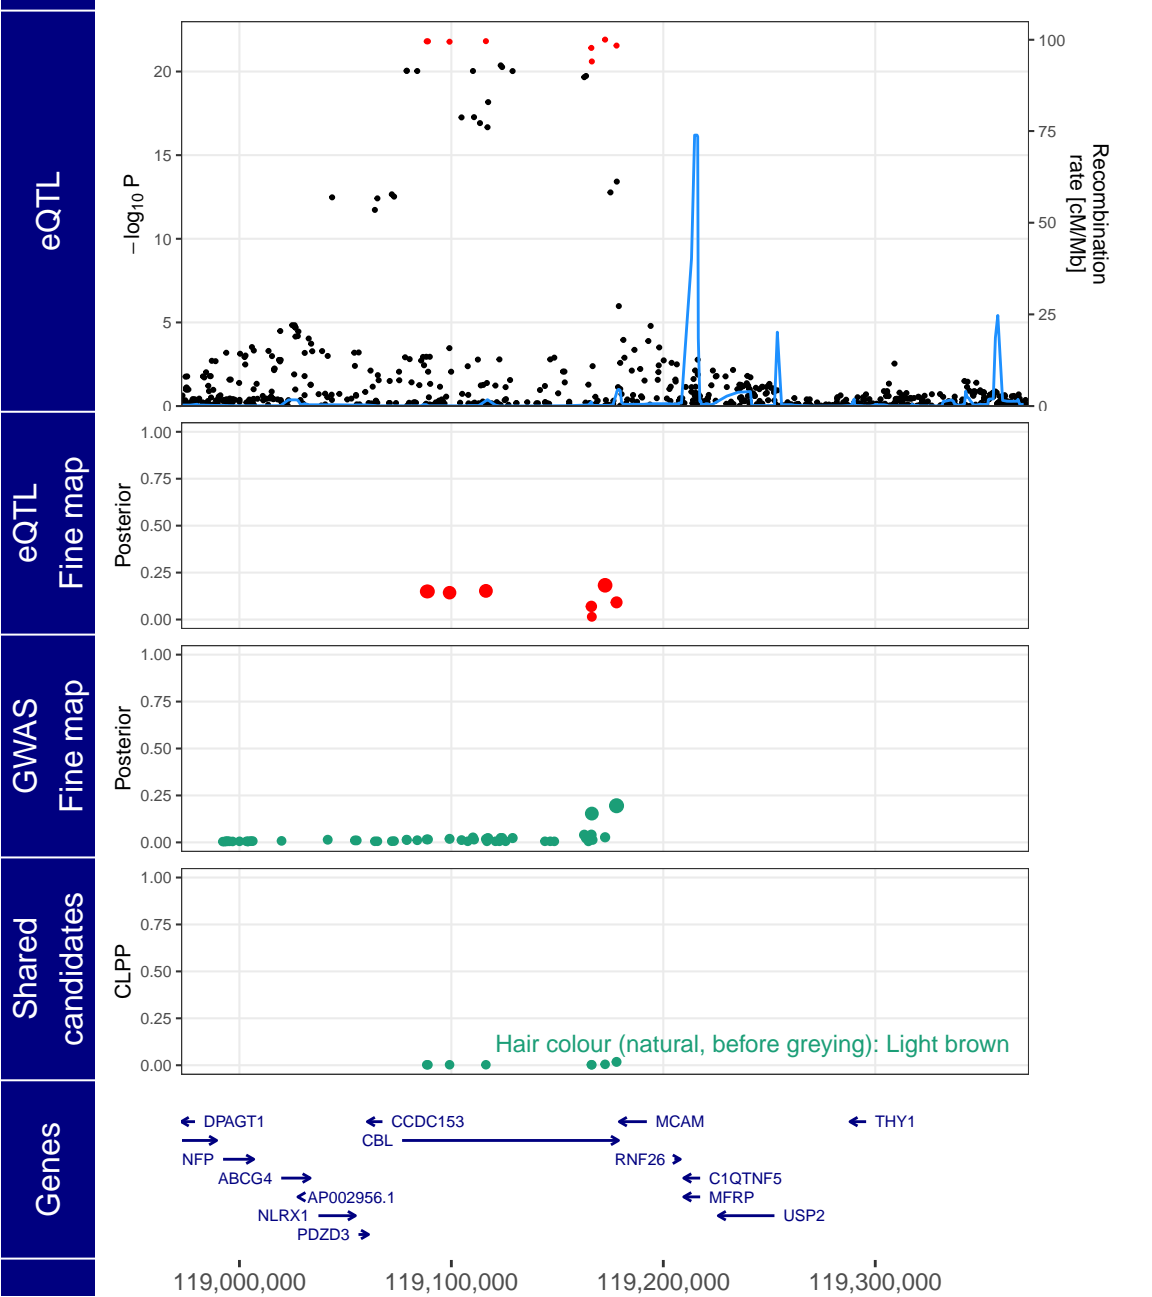 eQTL
−log10 P
20
15
10
5
0
100
75
50
25
0
Recombination
rate [cM/Mb]
eQTL
Fine map
Posterior
1.00
0.75
0.50
0.25
0.00
GWAS
Fine map
Posterior
1.00
0.75
0.50
0.25
0.00
Shared
candidates
CLPP
1.00
0.75
0.50
0.25
0.00
Hair colour (natural, before greying): Light brown
Genes
DPAGT1
CCDC153
MCAM
THY1
CBL
NFP
RNF26
ABCG4
C1QTNF5
AP002956.1
MFRP
NLRX1
USP2
PDZD3
119,000,000
119,100,000
119,200,000
119,300,000